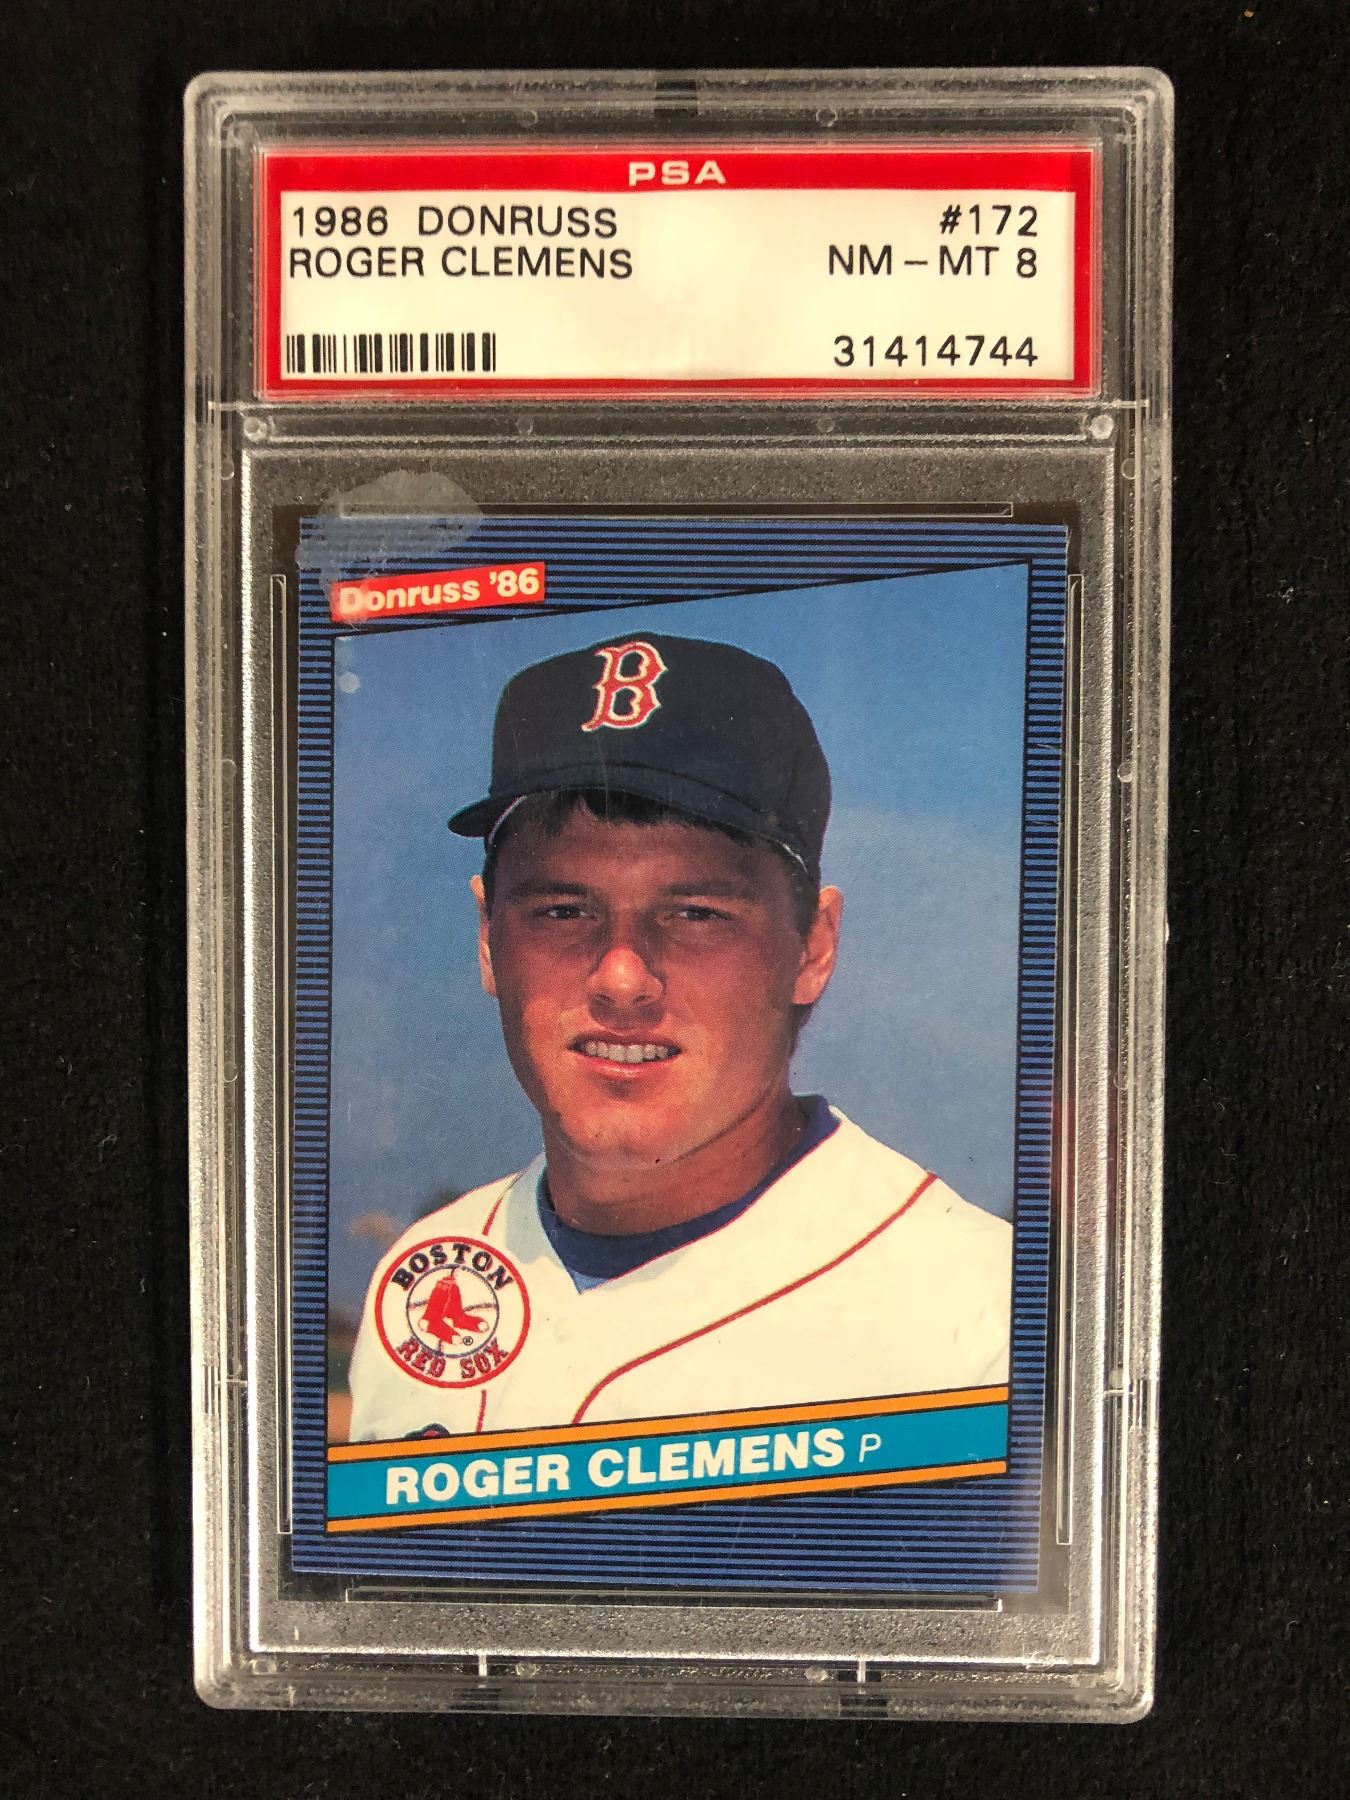 PSA
1986 DONRUSS #172
ROGER CLEMENS NM-MT 8
31414744
Donruss '86
B
BOSTON
RED SOX
®
ROGER CLEMENS P